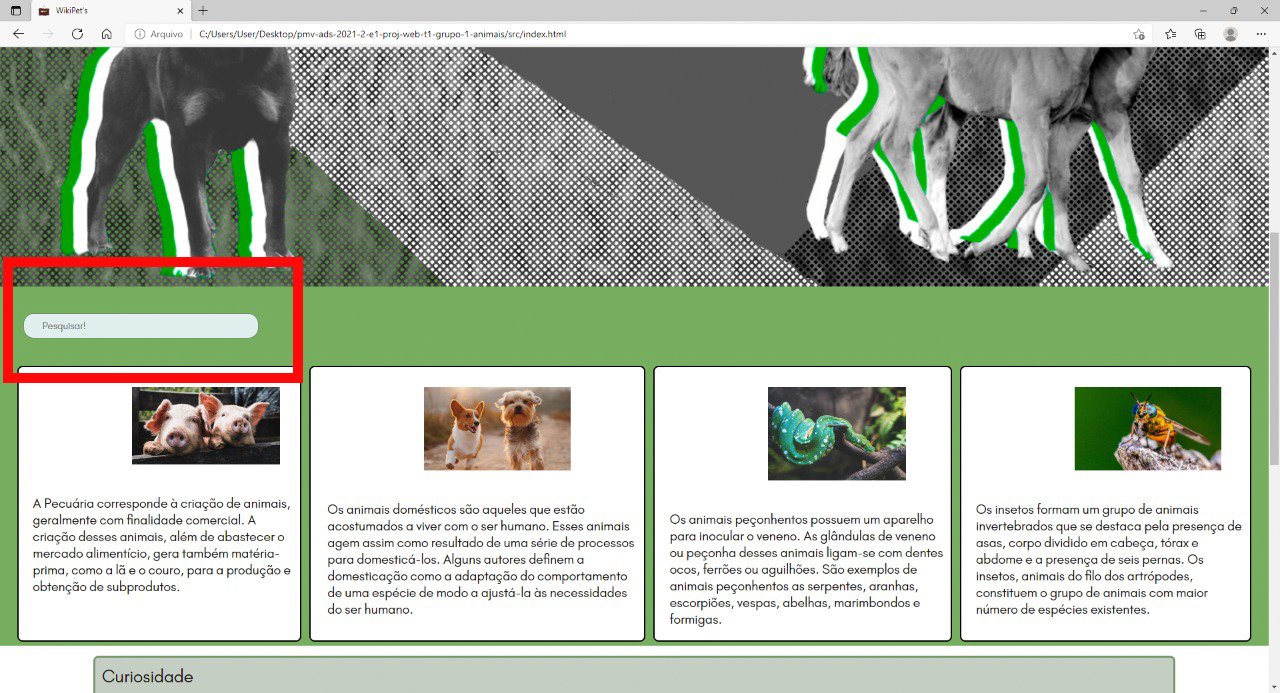 WikiPet's
Arquivo
C:/Users/User/Desktop/pmv-ads-2021-2-e1-proj-web-t1-grupo-1-animais/src/index.html
Pesquisar!
A Pecuária corresponde à criação de animais,
geralmente com finalidade comercial. A
criação desses animais, além de abastecer o
mercado alimentício, gera também matéria-
prima, como a lã e o couro, para a produção e
obtenção de subprodutos.
Os animais domésticos são aqueles que estão
acostumados a viver com o ser humano. Esses animais
agem assim como resultado de uma série de processos
para domesticá-los. Alguns autores definem a
domesticação como a adaptação do comportamento
de uma espécie de modo a ajustá-la às necessidades
do ser humano.
Os animais peçonhentos possuem um aparelho
para inocular o veneno. As glândulas de veneno
ou peçonha desses animais ligam-se com dentes
ocos, ferrões ou aguilhões. São exemplos de
animais peçonhentos as serpentes, aranhas,
escorpiões, vespas, abelhas, marimbondos e
formigas.
Os insetos formam um grupo de animais
invertebrados que se destaca pela presença de
asas, corpo dividido em cabeça, tórax e
abdome e a presença de seis pernas. Os
insetos, animais do filo dos artrópodes,
constituem o grupo de animais com maior
número de espécies existentes.
Curiosidade